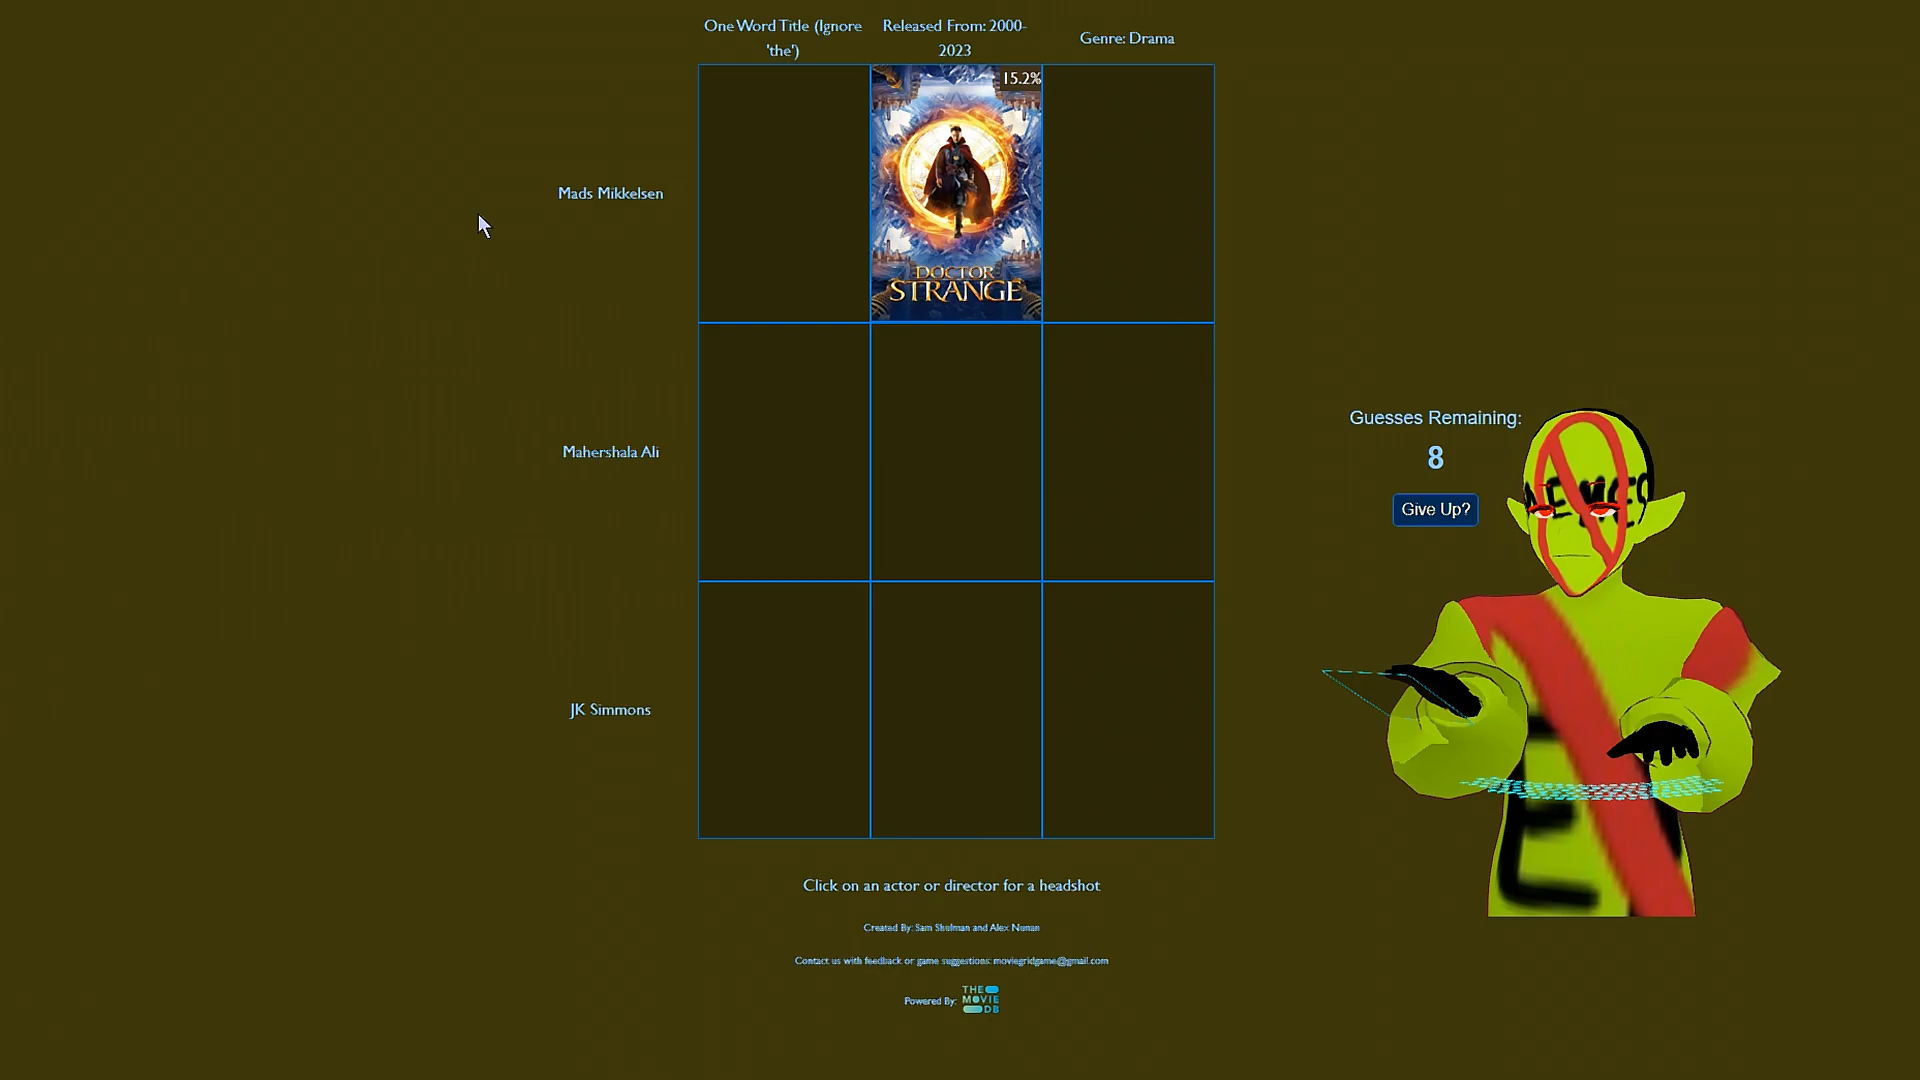 One Word Title (Ignore
'the')
Released From: 2000-
2023
Genre: Drama
15.2%
DOCTOR
STRANGE
Mads Mikkelsen
Mahershala Ali
JK Simmons
Guesses Remaining:
8
Give Up?
E
Click on an actor or director for a headshot
Created By: Sam Shulman and Alex Nunan
Contact us with feedback or game suggestions: moviegridgame@gmail.com
Powered By:
THE
MOVIE
DB